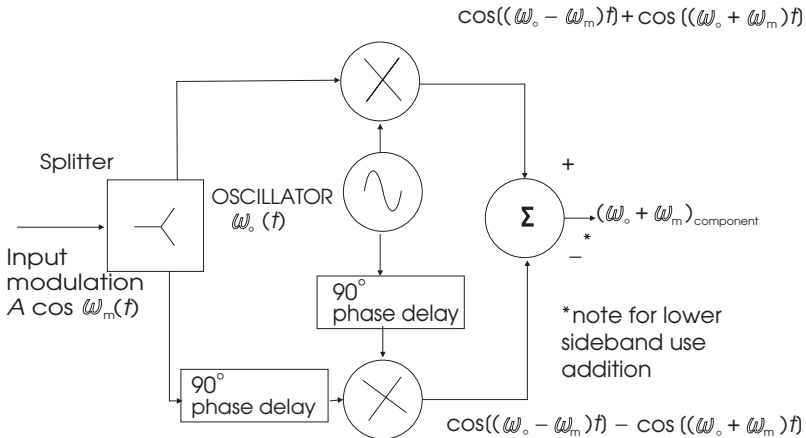 cos((ω₀ − ωₘ)t) + cos ((ω₀ + ωₘ)t)
Splitter
OSCILLATOR
ω₀ (t)
+
Σ
(ω₀ + ωₘ)component
−*
Input
modulation
A cos ωₘ(t)
90°
phase delay
*note for lower
sideband use
addition
90°
phase delay
cos((ω₀ − ωₘ)t) − cos ((ω₀ + ωₘ)t)